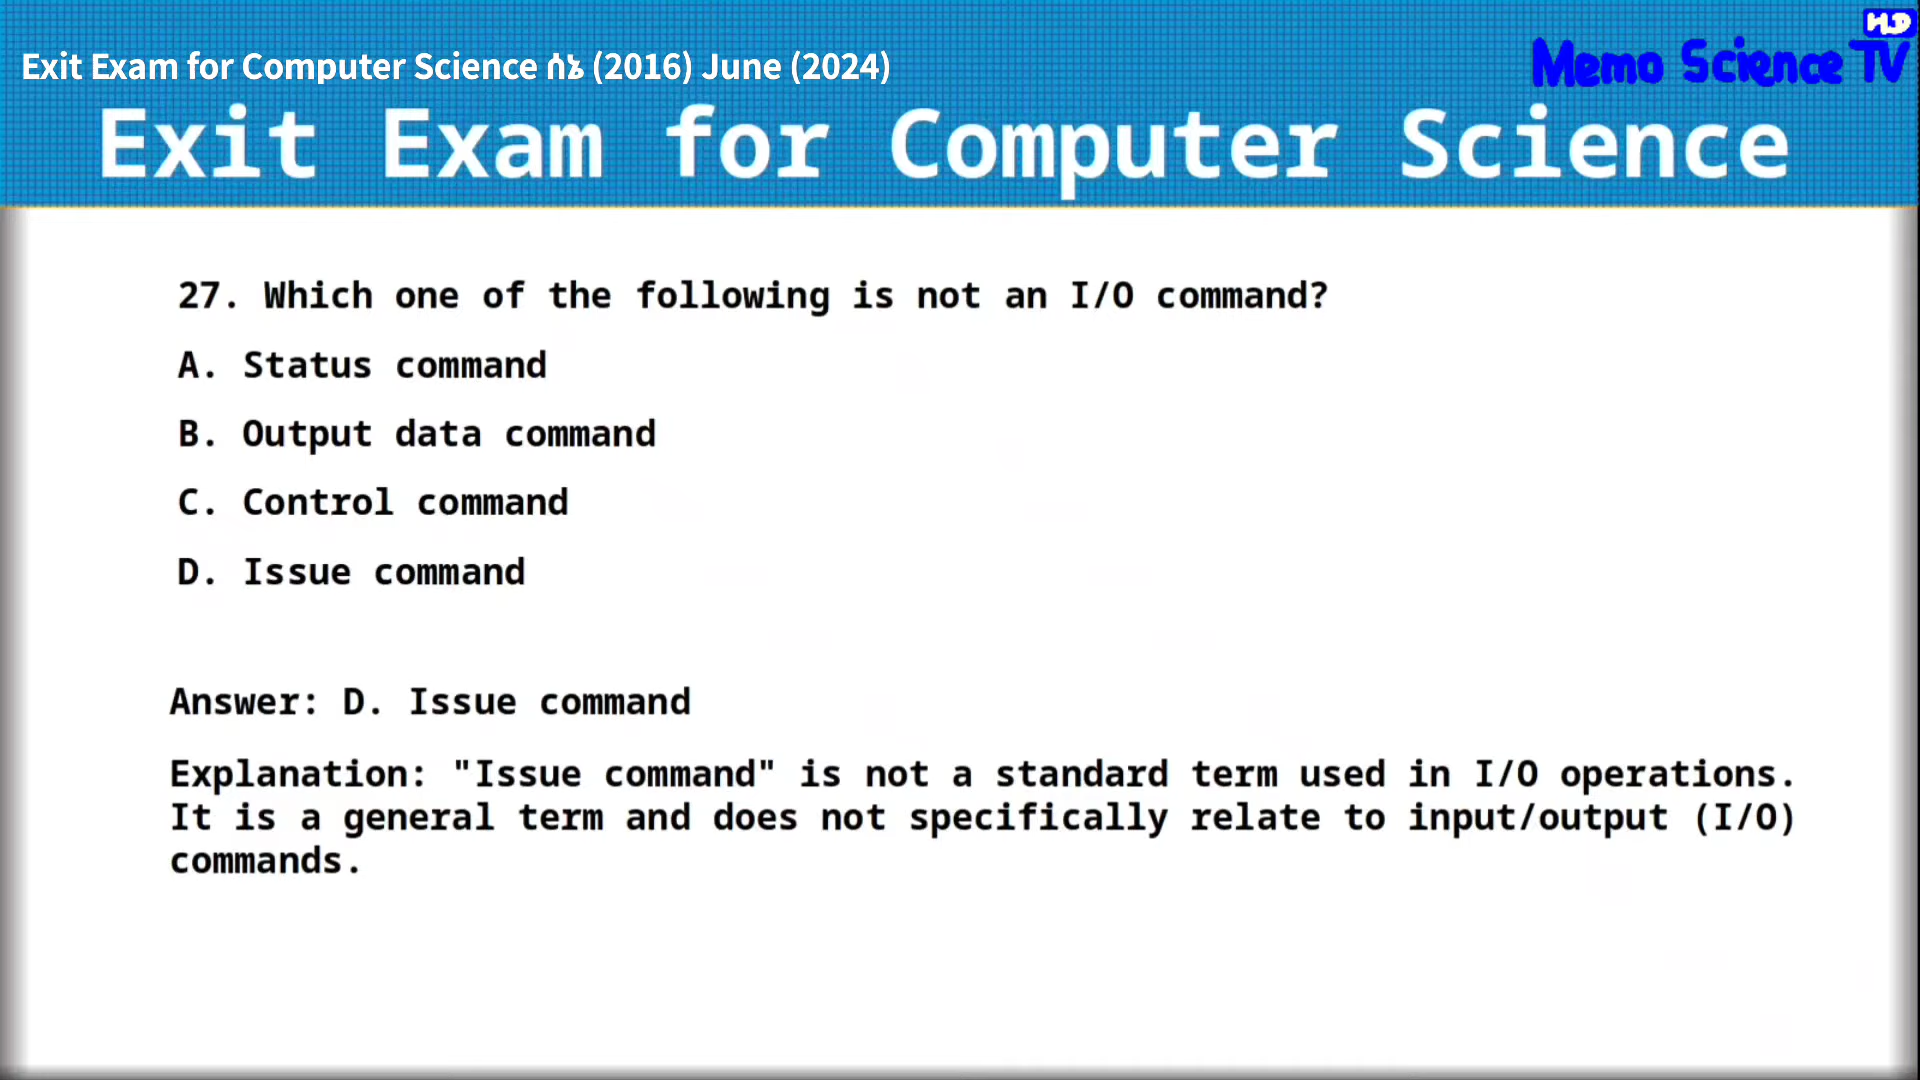 HD
Exit Exam for Computer Science ሰኔ (2016) June (2024)
Memo Science TV
Exit Exam for Computer Science
27. Which one of the following is not an I/O command?
A. Status command
B. Output data command
C. Control command
D. Issue command
Answer: D. Issue command
Explanation: "Issue command" is not a standard term used in I/O operations.
It is a general term and does not specifically relate to input/output (I/O)
commands.